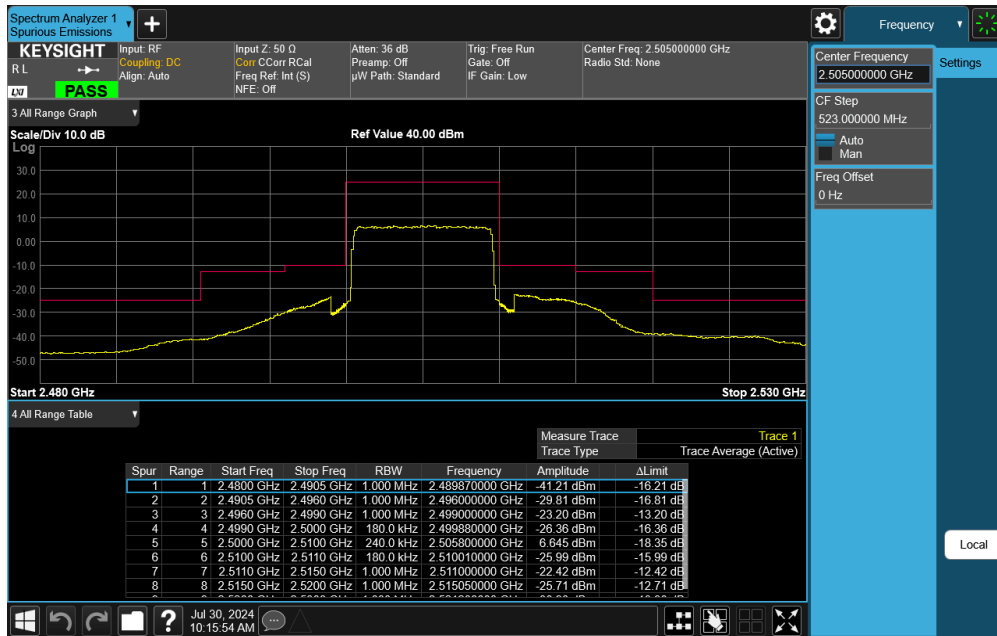 Spectrum Analyzer 1
Spurious Emissions
+
Frequency
KEYSIGHT
R L
LXI
PASS
Input: RF
Coupling: DC
Align: Auto
Input Z: 50 Ω
Corr CCorr RCal
Freq Ref: Int (S)
NFE: Off
Atten: 36 dB
Preamp: Off
µW Path: Standard
Trig: Free Run
Gate: Off
IF Gain: Low
Center Freq: 2.505000000 GHz
Radio Std: None
Center Frequency
2.505000000 GHz
Settings
CF Step
523.000000 MHz
Auto
Man
Freq Offset
0 Hz
Local
3 All Range Graph
Scale/Div 10.0 dB
Ref Value 40.00 dBm
Log
30.0
20.0
10.0
0.00
-10.0
-20.0
-30.0
-40.0
-50.0
Start 2.480 GHz
Stop 2.530 GHz
4 All Range Table
Measure Trace Trace 1
Trace Type Trace Average (Active)
Spur Range Start Freq Stop Freq RBW Frequency Amplitude ΔLimit
1 1 2.4800 GHz 2.4905 GHz 1.000 MHz 2.489870000 GHz -41.21 dBm -16.21 dB
2 2 2.4905 GHz 2.4960 GHz 1.000 MHz 2.496000000 GHz -29.81 dBm -16.81 dB
3 3 2.4960 GHz 2.4990 GHz 1.000 MHz 2.499000000 GHz -23.20 dBm -13.20 dB
4 4 2.4990 GHz 2.5000 GHz 180.0 kHz 2.499880000 GHz -26.36 dBm -16.36 dB
5 5 2.5000 GHz 2.5100 GHz 240.0 kHz 2.505800000 GHz 6.645 dBm -18.35 dB
6 6 2.5100 GHz 2.5110 GHz 180.0 kHz 2.510010000 GHz -25.99 dBm -15.99 dB
7 7 2.5110 GHz 2.5150 GHz 1.000 MHz 2.511000000 GHz -22.42 dBm -12.42 dB
8 8 2.5150 GHz 2.5200 GHz 1.000 MHz 2.515050000 GHz -25.71 dBm -12.71 dB
?
Jul 30, 2024
10:15:54 AM